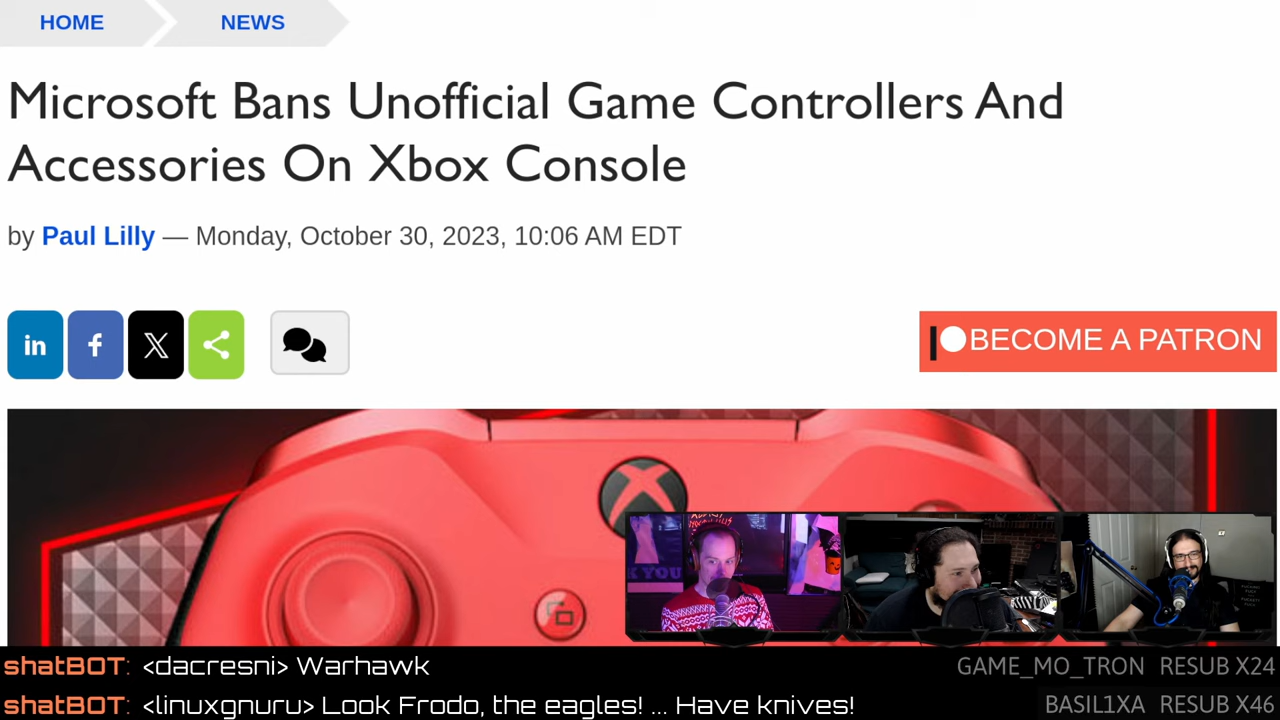 HOME NEWS
Microsoft Bans Unofficial Game Controllers And
Accessories On Xbox Console
by Paul Lilly — Monday, October 30, 2023, 10:06 AM EDT
in f X BECOME A PATRON
shatBOT: <dacresni> Warhawk
GAME_MO_TRON RESUB X24
shatBOT: <linuxgnuru> Look Frodo, the eagles! ... Have knives!
BASIL1XA RESUB X46